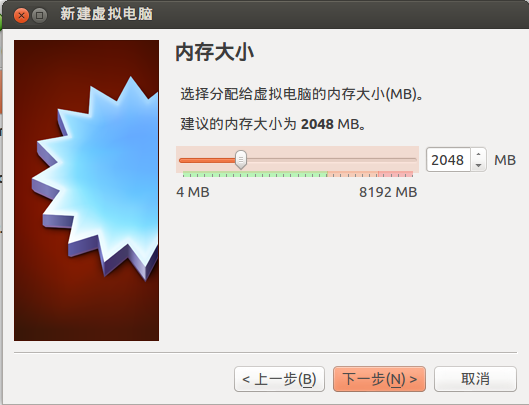 新建虚拟电脑
内存大小
选择分配给虚拟电脑的内存大小(MB)。
建议的内存大小为 2048 MB。
2048 MB
4 MB 8192 MB
< 上一步(B) 下一步(N) > 取消